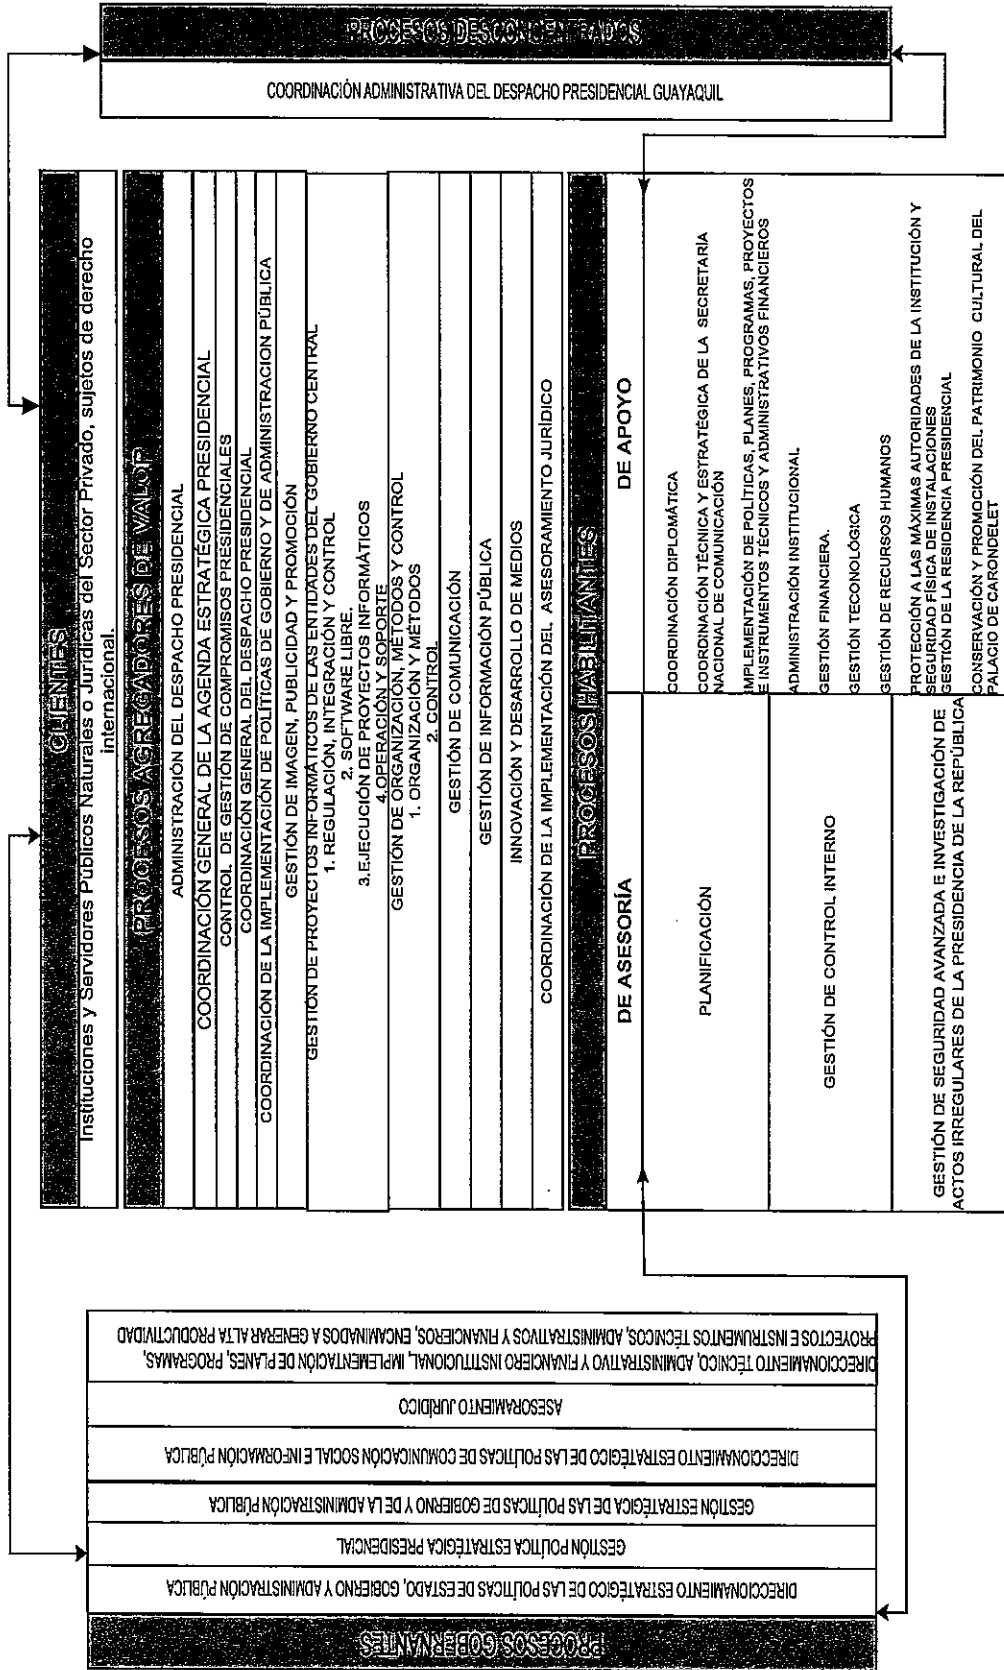 PROCESOS GOBERNANTES
DIRECCIONAMIENTO ESTRATÉGICO DE LAS POLÍTICAS DE ESTADO, GOBIERNO Y ADMINISTRACIÓN PÚBLICA
GESTIÓN POLÍTICA ESTRATÉGICA PRESIDENCIAL
GESTIÓN ESTRATÉGICA DE LAS POLÍTICAS DE GOBIERNO Y DE LA ADMINISTRACIÓN PÚBLICA
DIRECCIONAMIENTO ESTRATÉGICO DE LAS POLÍTICAS DE COMUNICACIÓN SOCIAL E INFORMACIÓN PÚBLICA
ASESORAMIENTO JURÍDICO
DIRECCIONAMIENTO TÉCNICO, ADMINISTRATIVO Y FINANCIERO INSTITUCIONAL, IMPLEMENTACIÓN DE PLANES, PROGRAMAS,
PROYECTOS E INSTRUMENTOS TÉCNICOS, ADMINISTRATIVOS Y FINANCIEROS, ENCAMINADOS A GENERAR ALTA PRODUCTIVIDAD
CLIENTES
Instituciones y Servidores Públicos Naturales o Jurídicas del Sector Privado, sujetos de derecho
internacional.
PROCESOS AGREGADORES DE VALOR
ADMINISTRACIÓN DEL DESPACHO PRESIDENCIAL
COORDINACIÓN GENERAL DE LA AGENDA ESTRATÉGICA PRESIDENCIAL
CONTROL DE GESTIÓN DE COMPROMISOS PRESIDENCIALES
COORDINACIÓN GENERAL DEL DESPACHO PRESIDENCIAL
COORDINACIÓN DE LA IMPLEMENTACIÓN DE POLÍTICAS DE GOBIERNO Y DE ADMINISTRACION PÚBLICA
GESTIÓN DE IMAGEN, PUBLICIDAD Y PROMOCIÓN
GESTIÓN DE PROYECTOS INFORMÁTICOS DE LAS ENTIDADES DEL GOBIERNO CENTRAL
1. REGULACIÓN, INTEGRACIÓN Y CONTROL
2. SOFTWARE LIBRE.
3.EJECUCIÓN DE PROYECTOS INFORMÁTICOS
4.OPERACIÓN Y SOPORTE
GESTIÓN DE ORGANIZACIÓN, MÉTODOS Y CONTROL
1. ORGANIZACIÓN Y MÉTODOS
2. CONTROL
GESTIÓN DE COMUNICACIÓN
GESTIÓN DE INFORMACIÓN PÚBLICA
INNOVACIÓN Y DESARROLLO DE MEDIOS
COORDINACIÓN DE LA IMPLEMENTACIÓN DEL ASESORAMIENTO JURÍDICO
PROCESOS HABILITANTES
DE ASESORÍA
PLANIFICACIÓN
GESTIÓN DE CONTROL INTERNO
GESTIÓN DE SEGURIDAD AVANZADA E INVESTIGACIÓN DE
ACTOS IRREGULARES DE LA PRESIDENCIA DE LA REPÚBLICA
DE APOYO
COORDINACIÓN DIPLOMÁTICA
COORDINACIÓN TÉCNICA Y ESTRATÉGICA DE LA SECRETARÍA
NACIONAL DE COMUNICACIÓN
IMPLEMENTACIÓN DE POLÍTICAS, PLANES, PROGRAMAS, PROYECTOS
E INSTRUMENTOS TÉCNICOS Y ADMINISTRATIVOS FINANCIEROS
ADMINISTRACIÓN INSTITUCIONAL
GESTIÓN FINANCIERA.
GESTIÓN TECONOLÓGICA
GESTIÓN DE RECURSOS HUMANOS
PROTECCIÓN A LAS MÁXIMAS AUTORIDADES DE LA INSTITUCIÓN Y
SEGURIDAD FÍSICA DE INSTALACIONES
GESTIÓN DE LA RESIDENCIA PRESIDENCIAL
CONSERVACIÓN Y PROMOCIÓN DEL PATRIMONIO CULTURAL DEL
PALACIO DE CARONDELET
PROCESOS DESCONCENTRADOS
COORDINACIÓN ADMINISTRATIVA DEL DESPACHO PRESIDENCIAL GUAYAQUIL